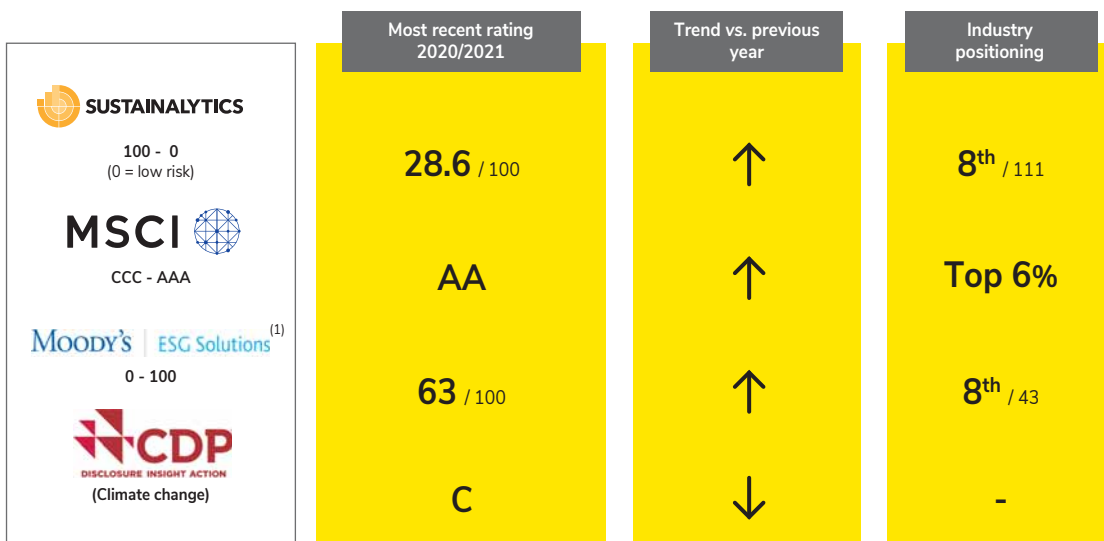 Most recent rating
2020/2021
Trend vs. previous
year
Industry
positioning
SUSTAINALYTICS
100 - 0
(0 = low risk)
28.6 / 100
↑
8th / 111
MSCI
CCC - AAA
AA
↑
Top 6%
MOODY'S | ESG Solutions(1)
0 - 100
63 / 100
↑
8th / 43
CDP
DISCLOSURE INSIGHT ACTION
(Climate change)
C
↓
-